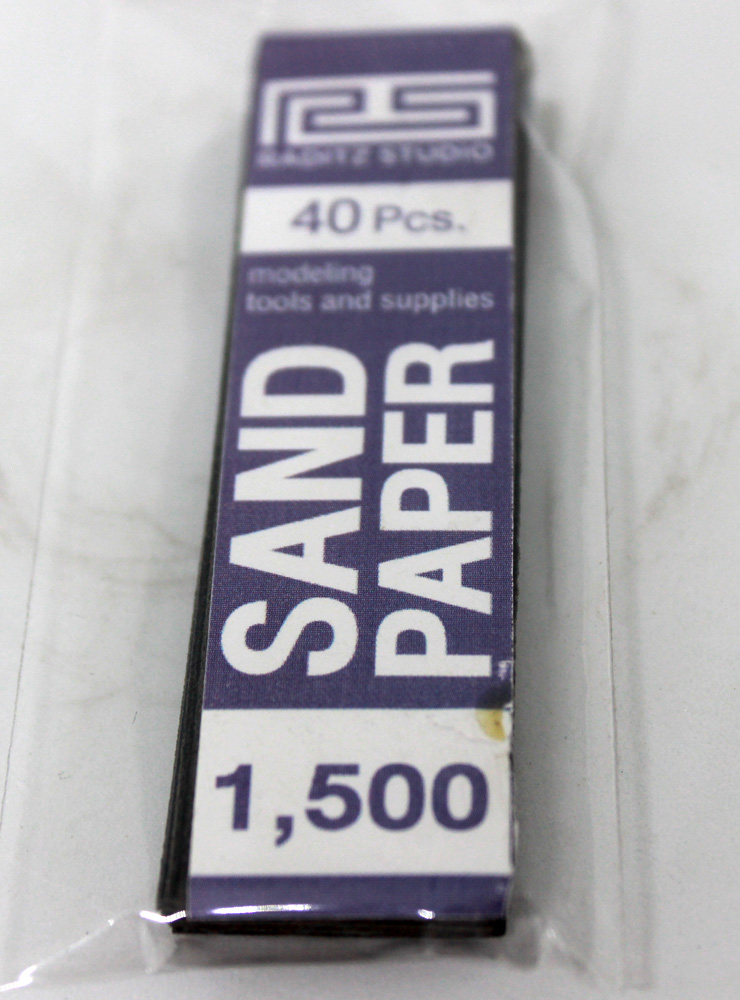 RADITZ STUDIO
40 Pcs.
modeling
tools and supplies
SAND
PAPER
1,500